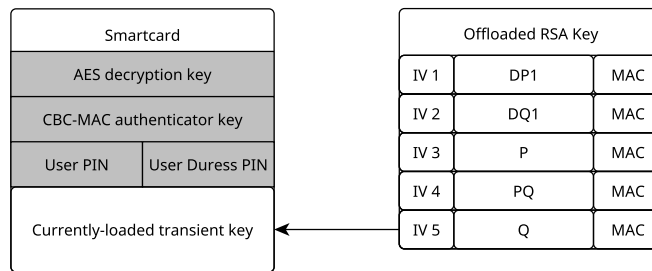 Smartcard
AES decryption key
CBC-MAC authenticator key
User PIN User Duress PIN
Currently-loaded transient key
Offloaded RSA Key
IV 1 DP1 MAC
IV 2 DQ1 MAC
IV 3 P MAC
IV 4 PQ MAC
IV 5 Q MAC